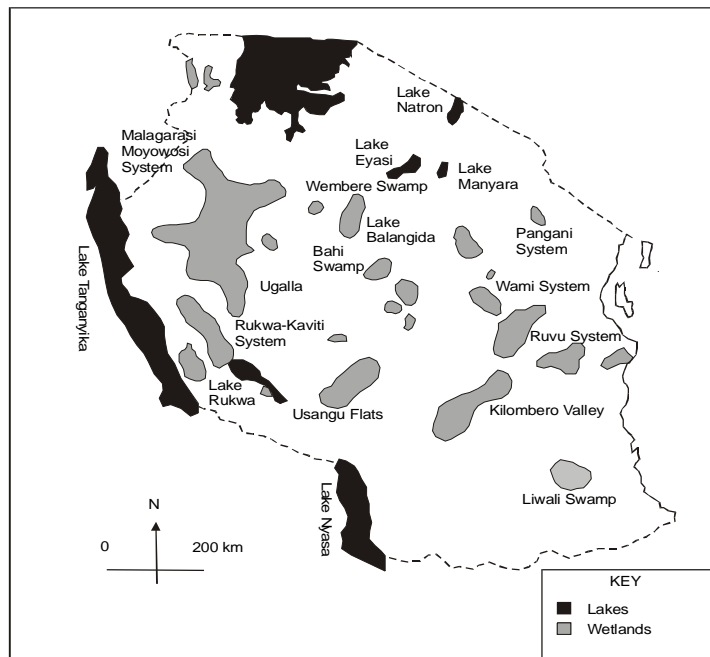 Lake
Natron
Malagarasi
Moyowosi
System
Lake
Eyasi
Lake
Manyara
Wembere Swamp
Lake
Balangida
Pangani
System
Bahi
Swamp
Ugalla
Wami System
Lake Tanganyika
Rukwa-Kaviti
System
Ruvu System
Lake
Rukwa
Usangu Flats
Kilombero Valley
Lake Nyasa
Liwali Swamp
N
0 200 km
KEY
Lakes
Wetlands